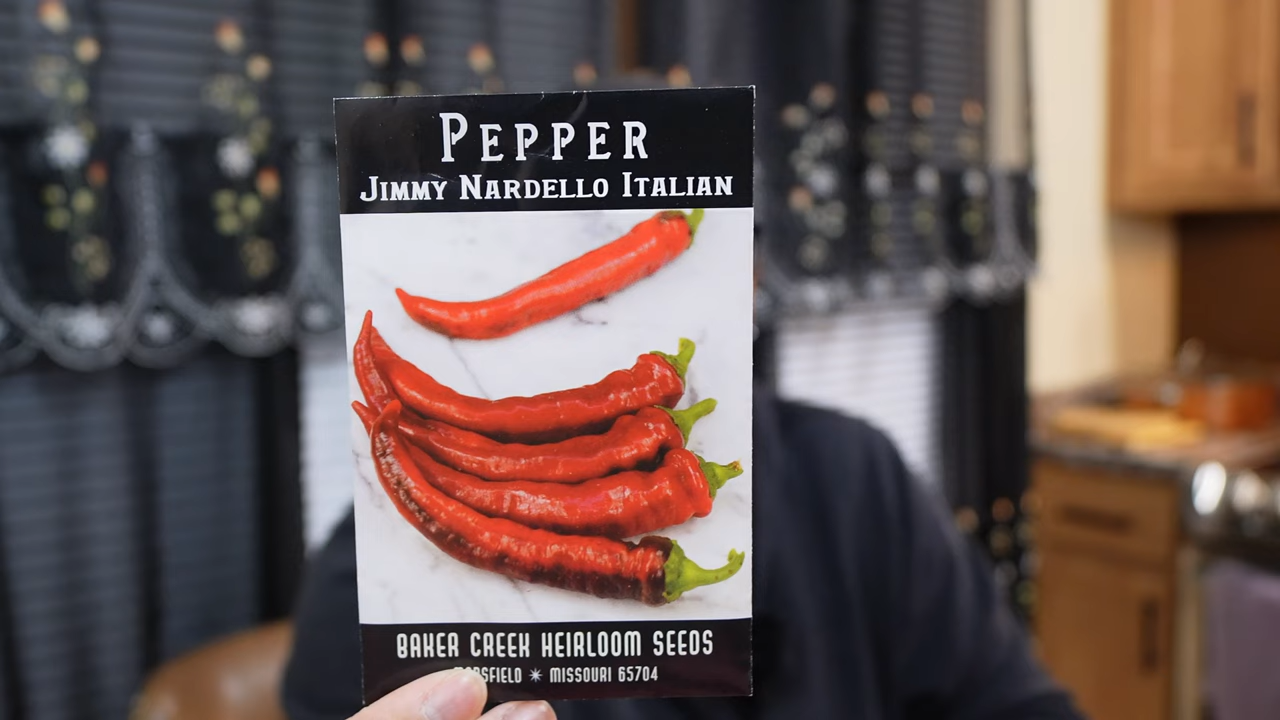 PEPPER
JIMMY NARDELLO ITALIAN
BAKER CREEK HEIRLOOM SEEDS
MISSOURI 65704